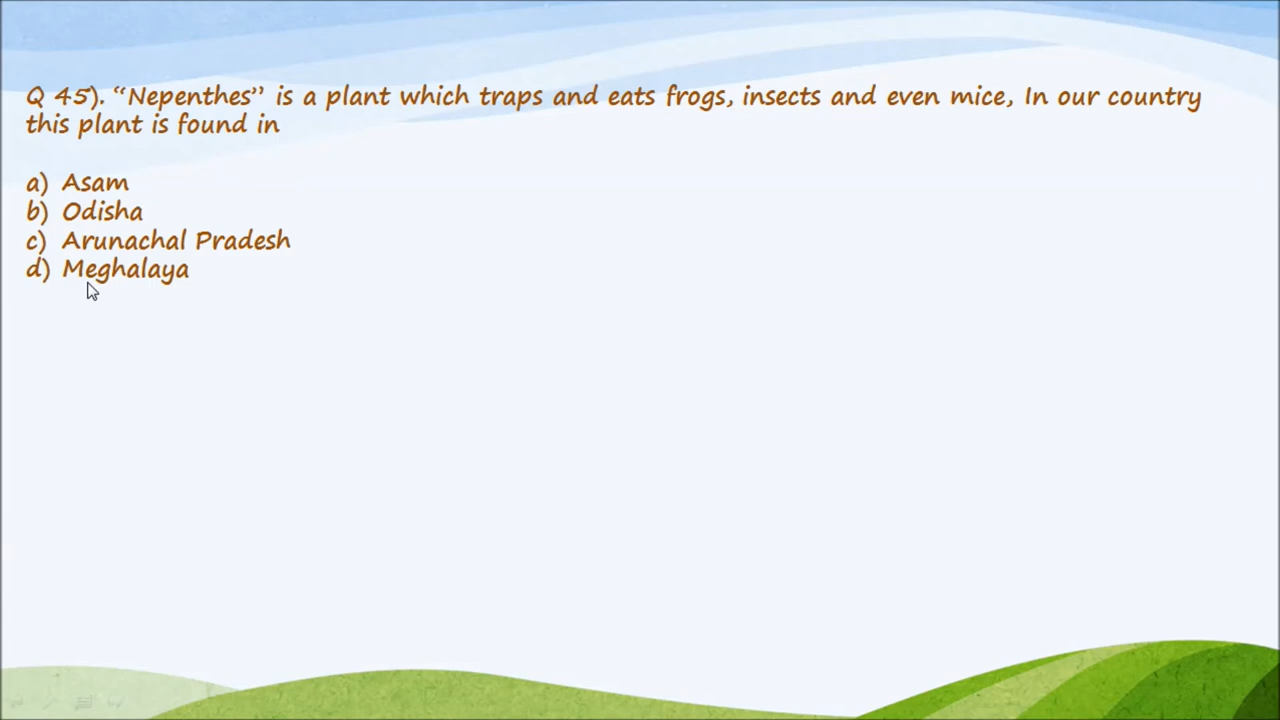 Q 45). “Nepenthes” is a plant which traps and eats frogs, insects and even mice, In our country
this plant is found in
a) Asam
b) Odisha
c) Arunachal Pradesh
d) Meghalaya